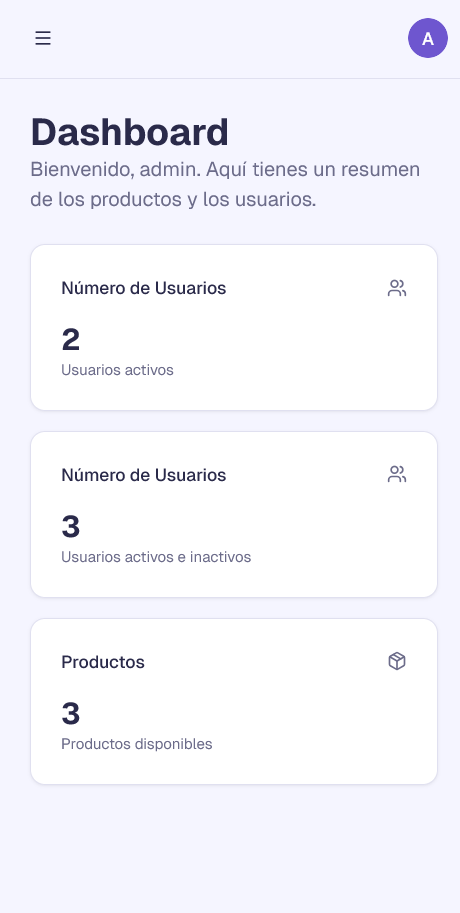 A
Dashboard
Bienvenido, admin. Aquí tienes un resumen
de los productos y los usuarios.
Número de Usuarios
2
Usuarios activos
Número de Usuarios
3
Usuarios activos e inactivos
Productos
3
Productos disponibles